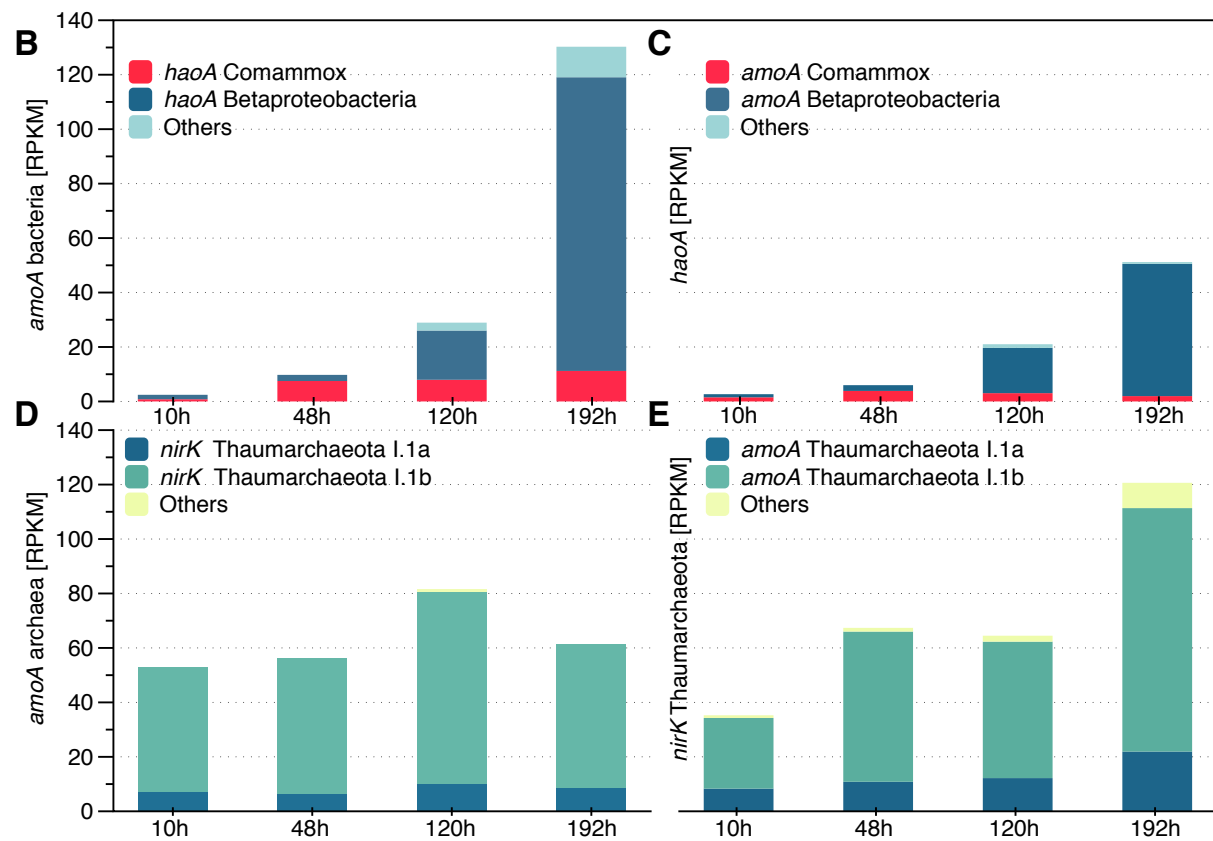 B
amoA bacteria [RPKM]
140
120
100
80
60
40
20
0
haoA Comammox
haoA Betaproteobacteria
Others
10h 48h 120h 192h
C
haoA [RPKM]
amoA Comammox
amoA Betaproteobacteria
Others
10h 48h 120h 192h
D
amoA archaea [RPKM]
140
120
100
80
60
40
20
0
nirK Thaumarchaeota I.1a
nirK Thaumarchaeota I.1b
Others
10h 48h 120h 192h
E
nirK Thaumarchaeota [RPKM]
amoA Thaumarchaeota I.1a
amoA Thaumarchaeota I.1b
Others
10h 48h 120h 192h